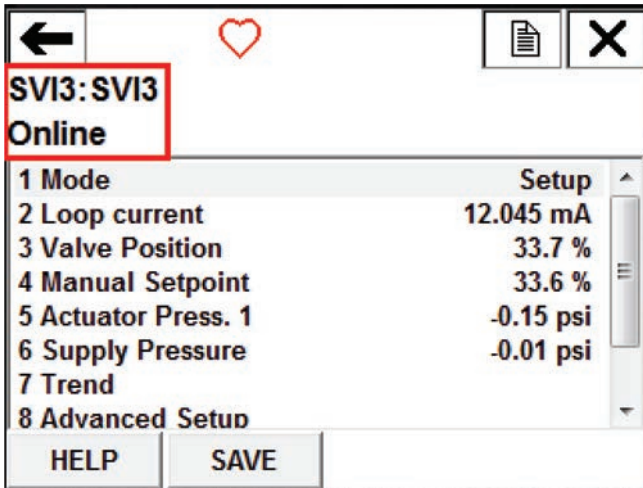 SVI3: SVI3
Online
1 Mode Setup
2 Loop current 12.045 mA
3 Valve Position 33.7 %
4 Manual Setpoint 33.6 %
5 Actuator Press. 1 -0.15 psi
6 Supply Pressure -0.01 psi
7 Trend
8 Advanced Setup
HELP SAVE